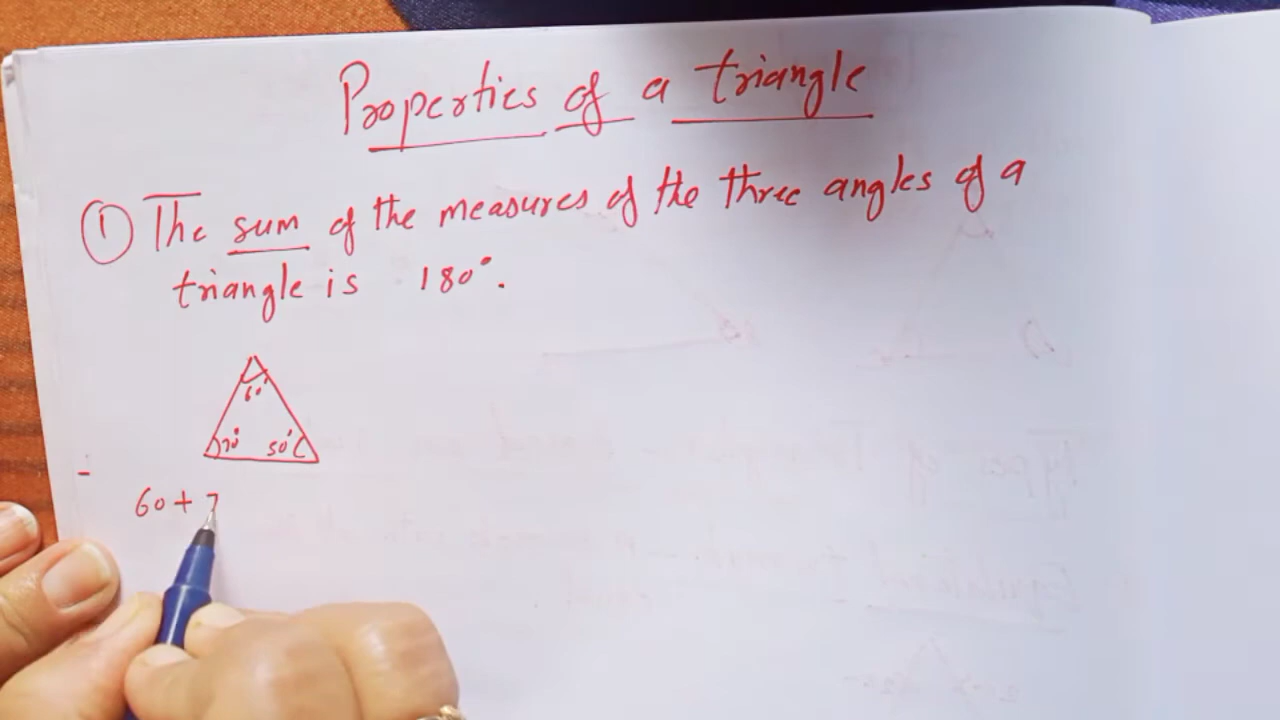 Properties of a triangle
① The sum of the measures of the three angles of a
triangle is 180°.
60°
70° 50°
60 + 7